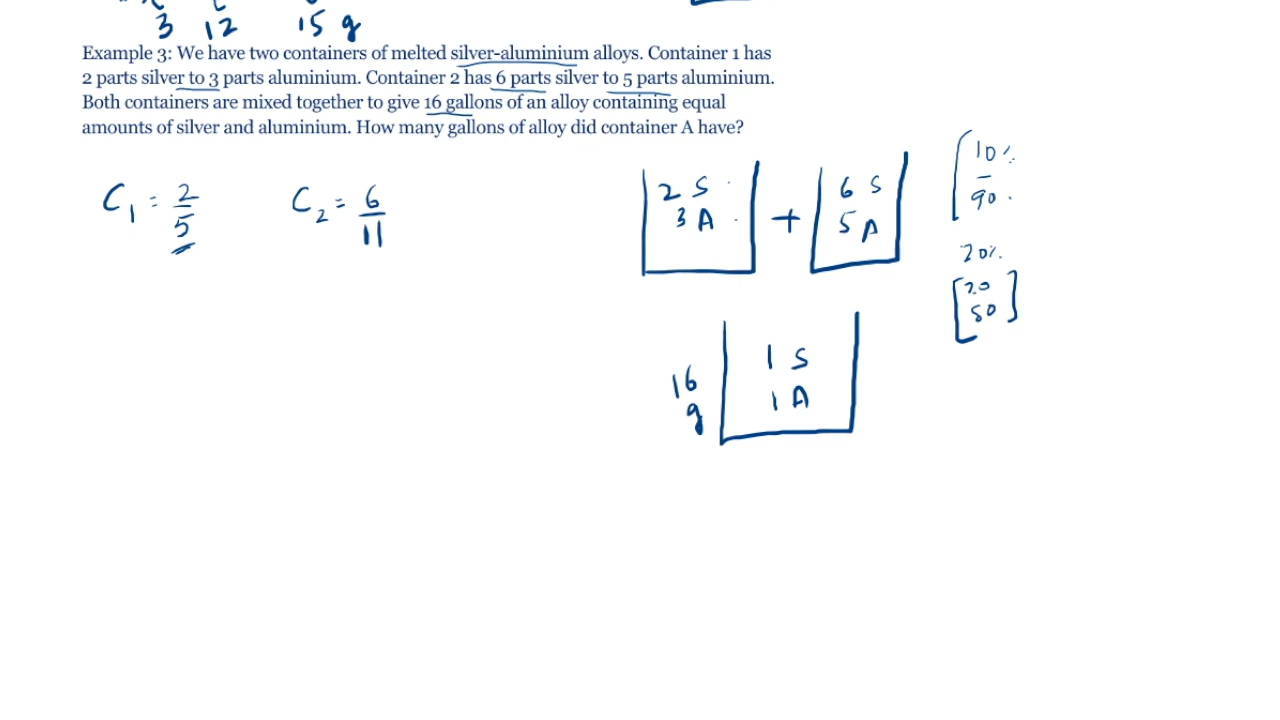 3 12 15 g
Example 3: We have two containers of melted silver-aluminium alloys. Container 1 has
2 parts silver to 3 parts aluminium. Container 2 has 6 parts silver to 5 parts aluminium.
Both containers are mixed together to give 16 gallons of an alloy containing equal
amounts of silver and aluminium. How many gallons of alloy did container A have?
C₁ = 2/5 C₂ = 6/11
2 S
3 A
+
6 S
5 A
10%
90.
20%.
20
50
16
g
1 S
1 A